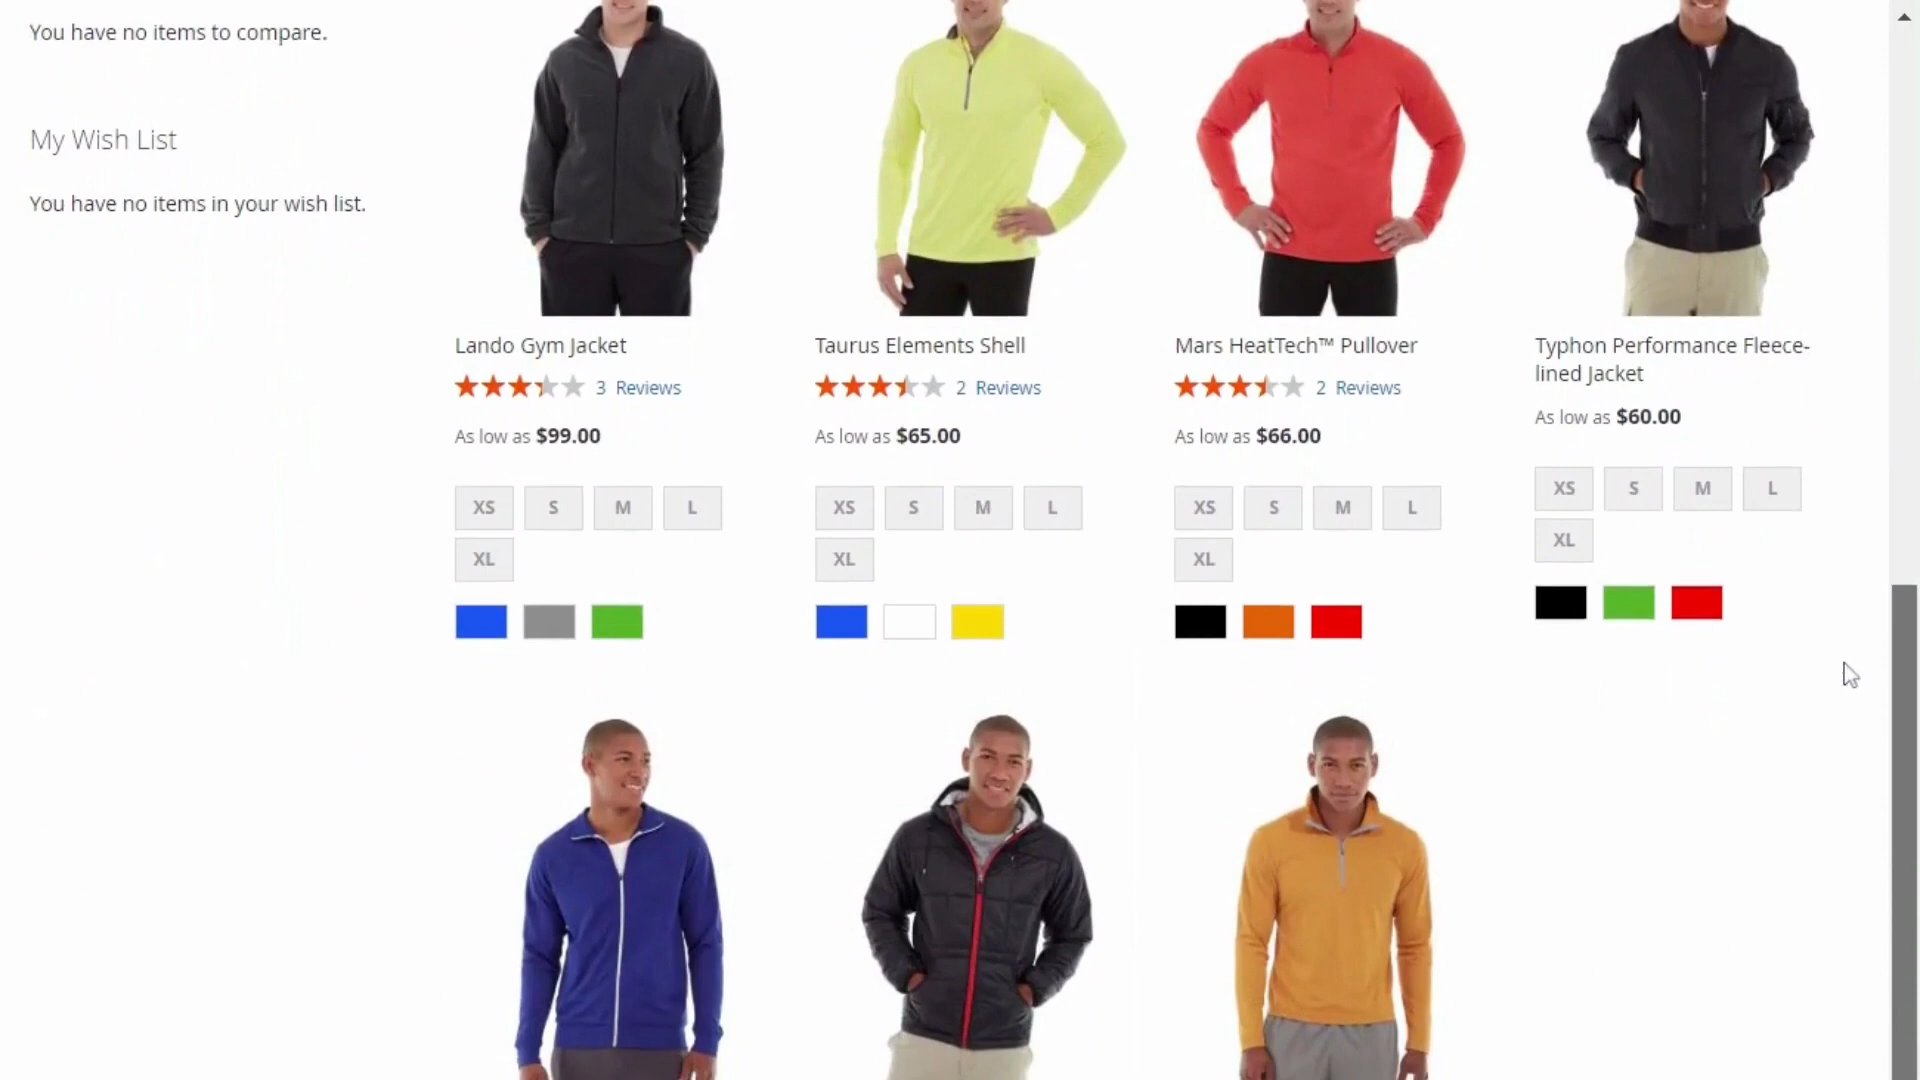 You have no items to compare.
My Wish List
You have no items in your wish list.
Lando Gym Jacket
3 Reviews
As low as $99.00
XS S M L
XL
Taurus Elements Shell
2 Reviews
As low as $65.00
XS S M L
XL
Mars HeatTech™ Pullover
2 Reviews
As low as $66.00
XS S M L
XL
Typhon Performance Fleece-
lined Jacket
As low as $60.00
XS S M L
XL